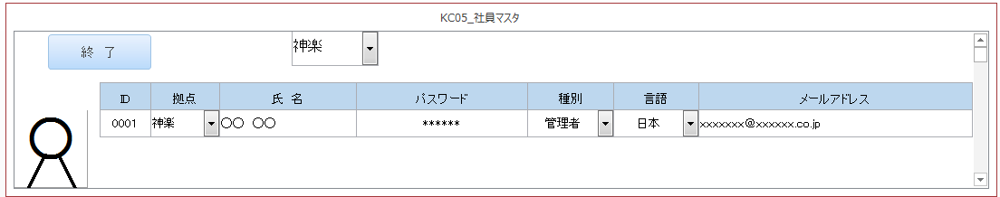 KC05_社員マスタ
終 了
神楽
ID 拠点 氏 名 パスワード 種別 言語 メールアドレス
0001 神楽 〇〇 〇〇 ****** 管理者 日本 xxxxxxx@xxxxxx.co.jp